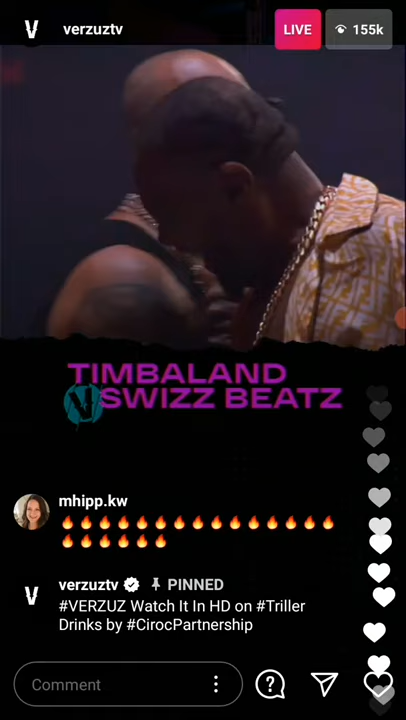 verzuztv
LIVE
155k
TIMBALAND
SWIZZ BEATZ
mhipp.kw
🔥🔥🔥🔥🔥🔥🔥🔥🔥🔥🔥🔥🔥🔥🔥
🔥🔥🔥🔥🔥🔥
verzuztv PINNED
#VERZUZ Watch It In HD on #Triller
Drinks by #CirocPartnership
Comment